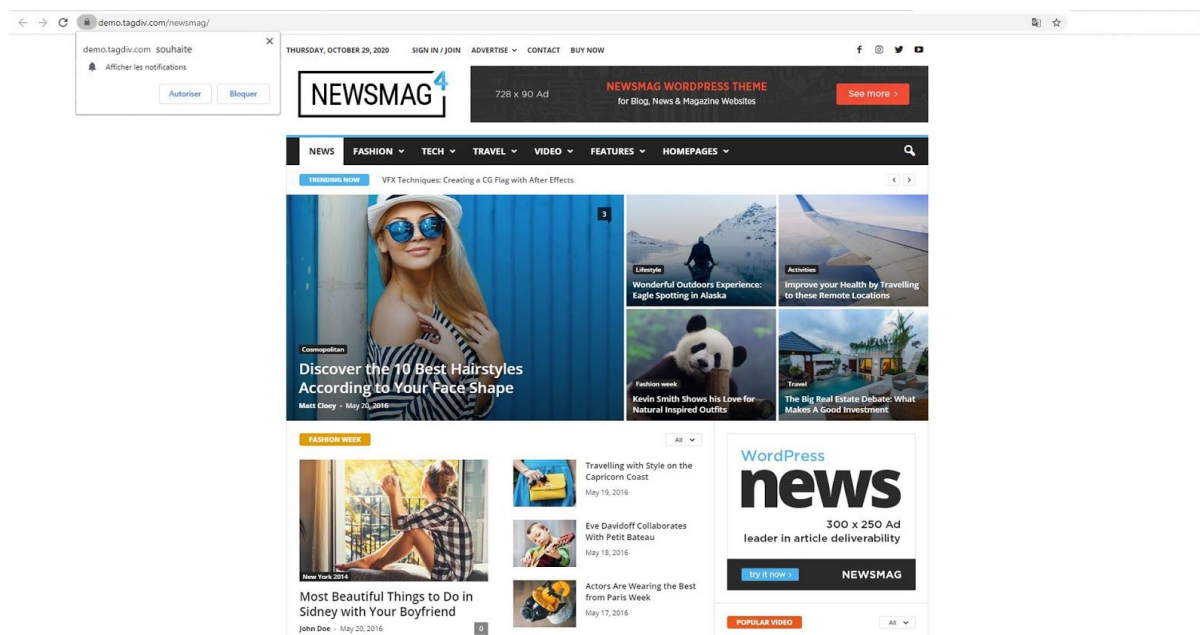 demo.tagdiv.com/newsmag/
demo.tagdiv.com souhaite
Afficher les notifications
Autoriser
Bloquer
THURSDAY, OCTOBER 29, 2020
SIGN IN / JOIN
ADVERTISE
CONTACT
BUY NOW
NEWSMAG 4
728 x 90 Ad
NEWSMAG WORDPRESS THEME
for Blog, News & Magazine Websites
See more >
NEWS
FASHION
TECH
TRAVEL
VIDEO
FEATURES
HOMEPAGES
TRENDING NOW
VFX Techniques: Creating a CG Flag with After Effects
3
Cosmopolitan
Discover the 10 Best Hairstyles
According to Your Face Shape
Matt Cloey - May 20, 2016
Lifestyle
Wonderful Outdoors Experience:
Eagle Spotting in Alaska
Activities
Improve your Health by Travelling
to these Remote Locations
Fashion week
Kevin Smith Shows his Love for
Natural Inspired Outfits
Travel
The Big Real Estate Debate: What
Makes A Good Investment
FASHION WEEK
All
New York 2014
Most Beautiful Things to Do in
Sidney with Your Boyfriend
John Doe - May 20, 2016
0
Travelling with Style on the
Capricorn Coast
May 19, 2016
Eve Davidoff Collaborates
With Petit Bateau
May 18, 2016
Actors Are Wearing the Best
from Paris Week
May 17, 2016
WordPress
news
300 x 250 Ad
leader in article deliverability
try it now >
NEWSMAG
POPULAR VIDEO
All